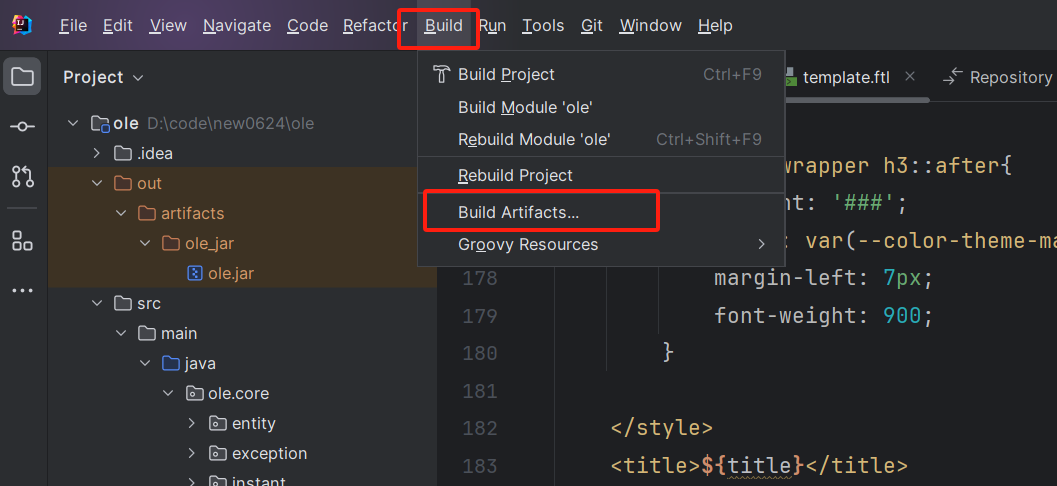 File Edit View Navigate Code Refactor Build Run Tools Git Window Help
Project
ole D:\code\new0624\ole
.idea
out
artifacts
ole_jar
ole.jar
src
main
java
ole.core
entity
exception
instant
Build Project Ctrl+F9
Build Module 'ole'
Rebuild Module 'ole' Ctrl+Shift+F9
Rebuild Project
Build Artifacts...
Groovy Resources
template.ftl Repository
wrapper h3::after{
nt: '###';
: var(--color-theme-ma
178 margin-left: 7px;
179 font-weight: 900;
180 }
181
182 </style>
183 <title>${title}</title>